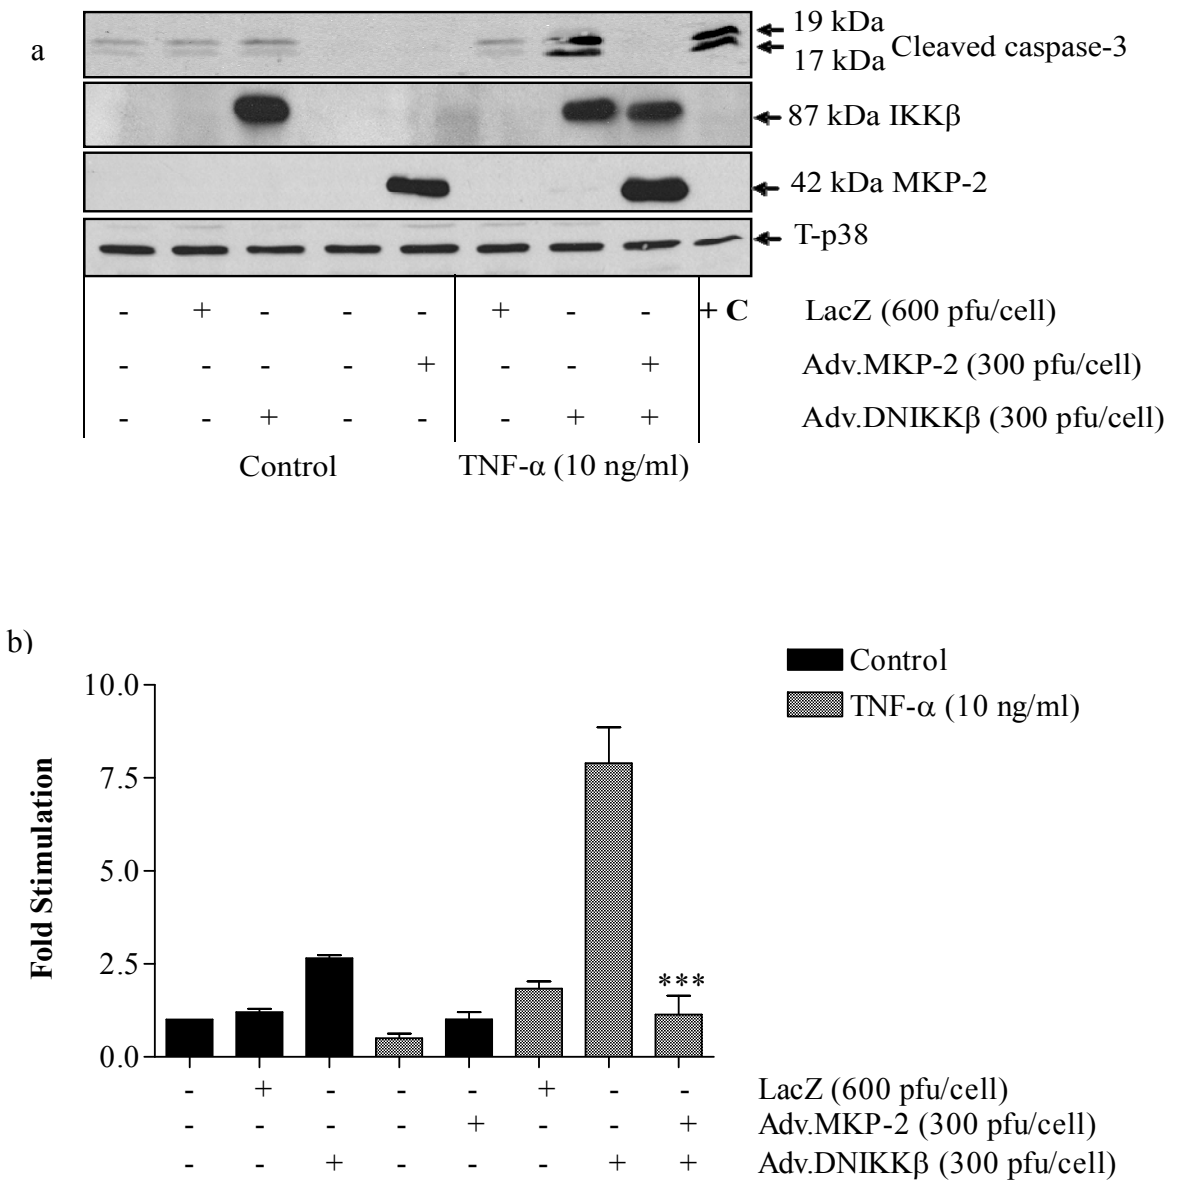 a
19 kDa
17 kDa
Cleaved caspase-3
87 kDa IKKβ
42 kDa MKP-2
T-p38
- + - - - + - - + C LacZ (600 pfu/cell)
- - - - + - - + Adv.MKP-2 (300 pfu/cell)
- - + - - - + + Adv.DNIKKβ (300 pfu/cell)
Control TNF-α (10 ng/ml)
b)
Control
TNF-α (10 ng/ml)
Fold Stimulation
10.0
7.5
5.0
2.5
0.0
***
- + - - - + - - LacZ (600 pfu/cell)
- - - - + - - + Adv.MKP-2 (300 pfu/cell)
- - + - - - + + Adv.DNIKKβ (300 pfu/cell)